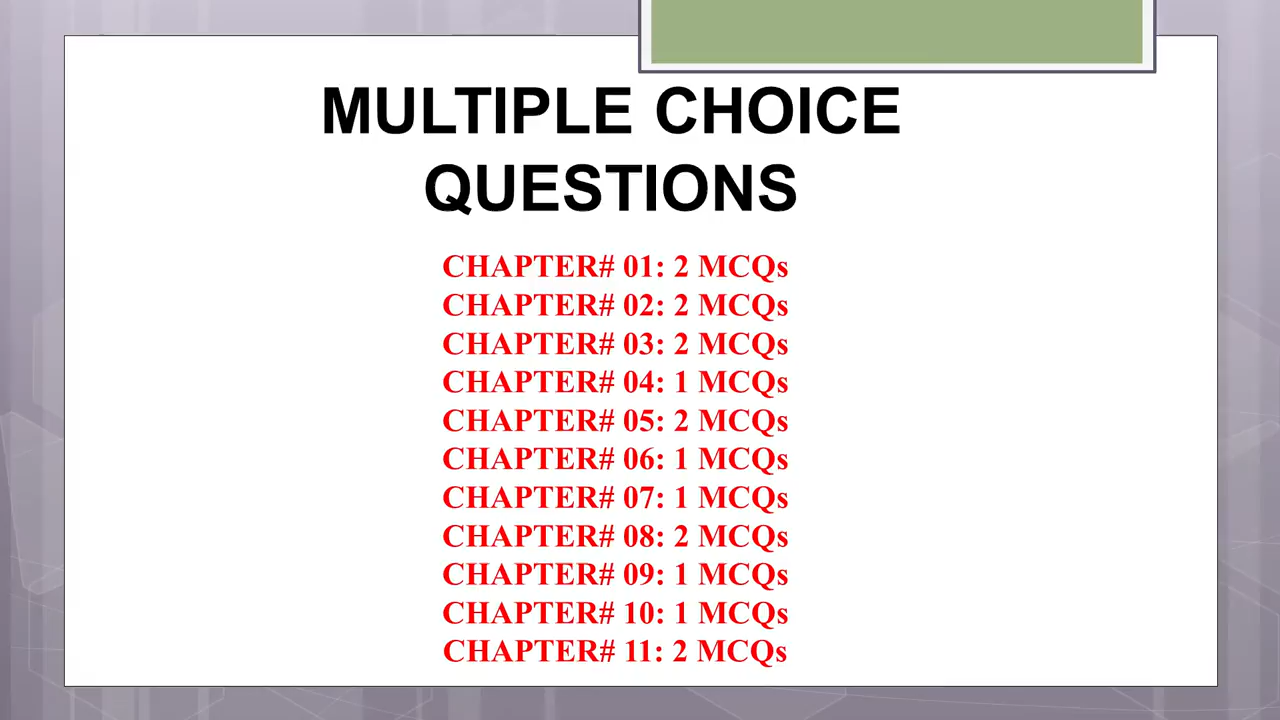 MULTIPLE CHOICE
QUESTIONS
CHAPTER# 01: 2 MCQs
CHAPTER# 02: 2 MCQs
CHAPTER# 03: 2 MCQs
CHAPTER# 04: 1 MCQs
CHAPTER# 05: 2 MCQs
CHAPTER# 06: 1 MCQs
CHAPTER# 07: 1 MCQs
CHAPTER# 08: 2 MCQs
CHAPTER# 09: 1 MCQs
CHAPTER# 10: 1 MCQs
CHAPTER# 11: 2 MCQs